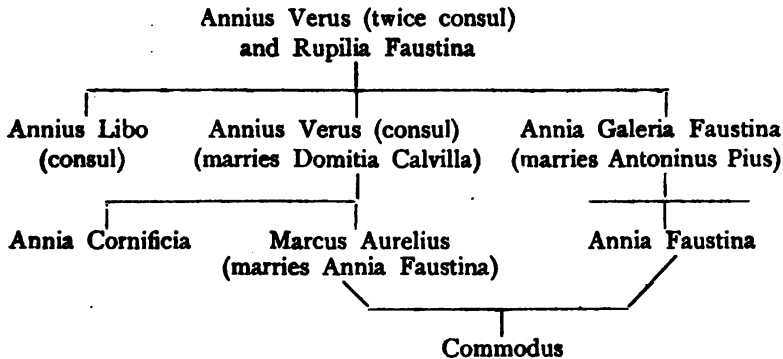 Annius Verus (twice consul)
and Rupilia Faustina
Annius Libo
(consul)
Annius Verus (consul)
(marries Domitia Calvilla)
Annia Galeria Faustina
(marries Antoninus Pius)
Annia Cornificia
Marcus Aurelius
(marries Annia Faustina)
Annia Faustina
Commodus